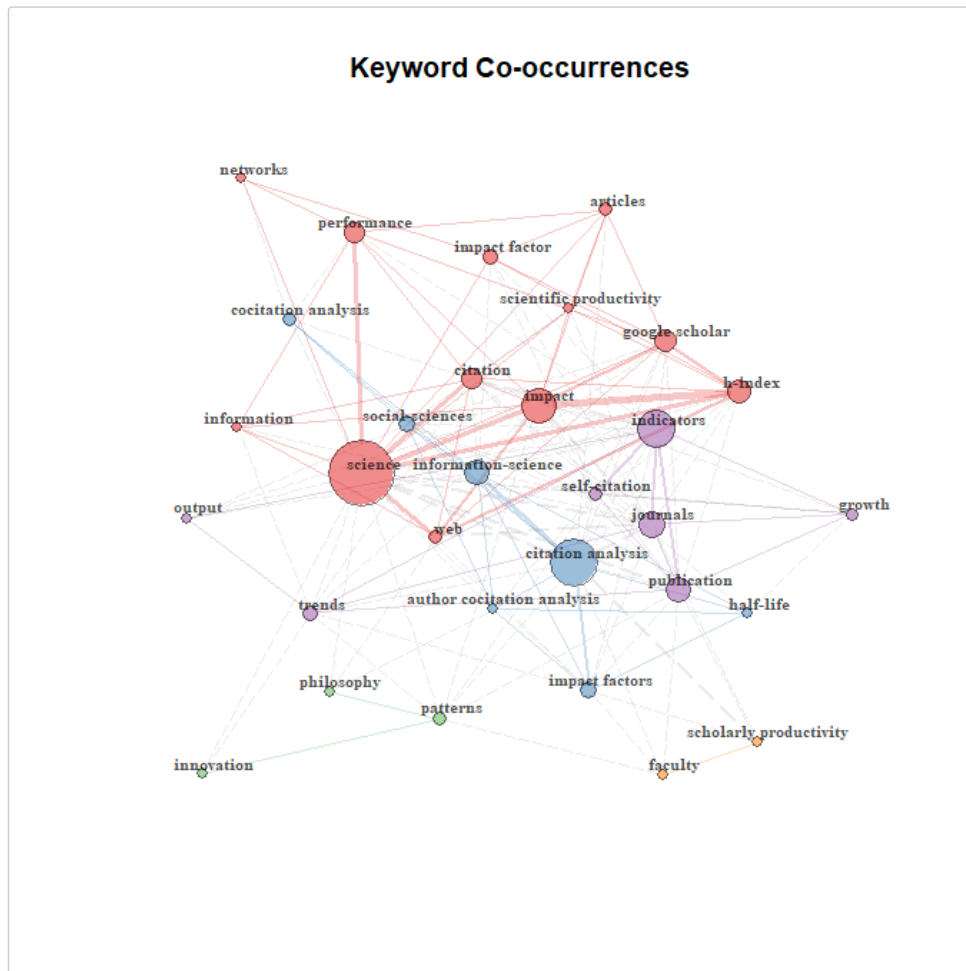 Keyword Co-occurrences
networks
articles
performance
impact factor
scientific productivity
cocitation analysis
google scholar
citation
h-index
impact
information
social-sciences
indicators
science
information-science
self-citation
output
growth
journals
web
citation analysis
publication
author cocitation analysis
half-life
trends
philosophy
impact factors
patterns
scholarly productivity
innovation
faculty